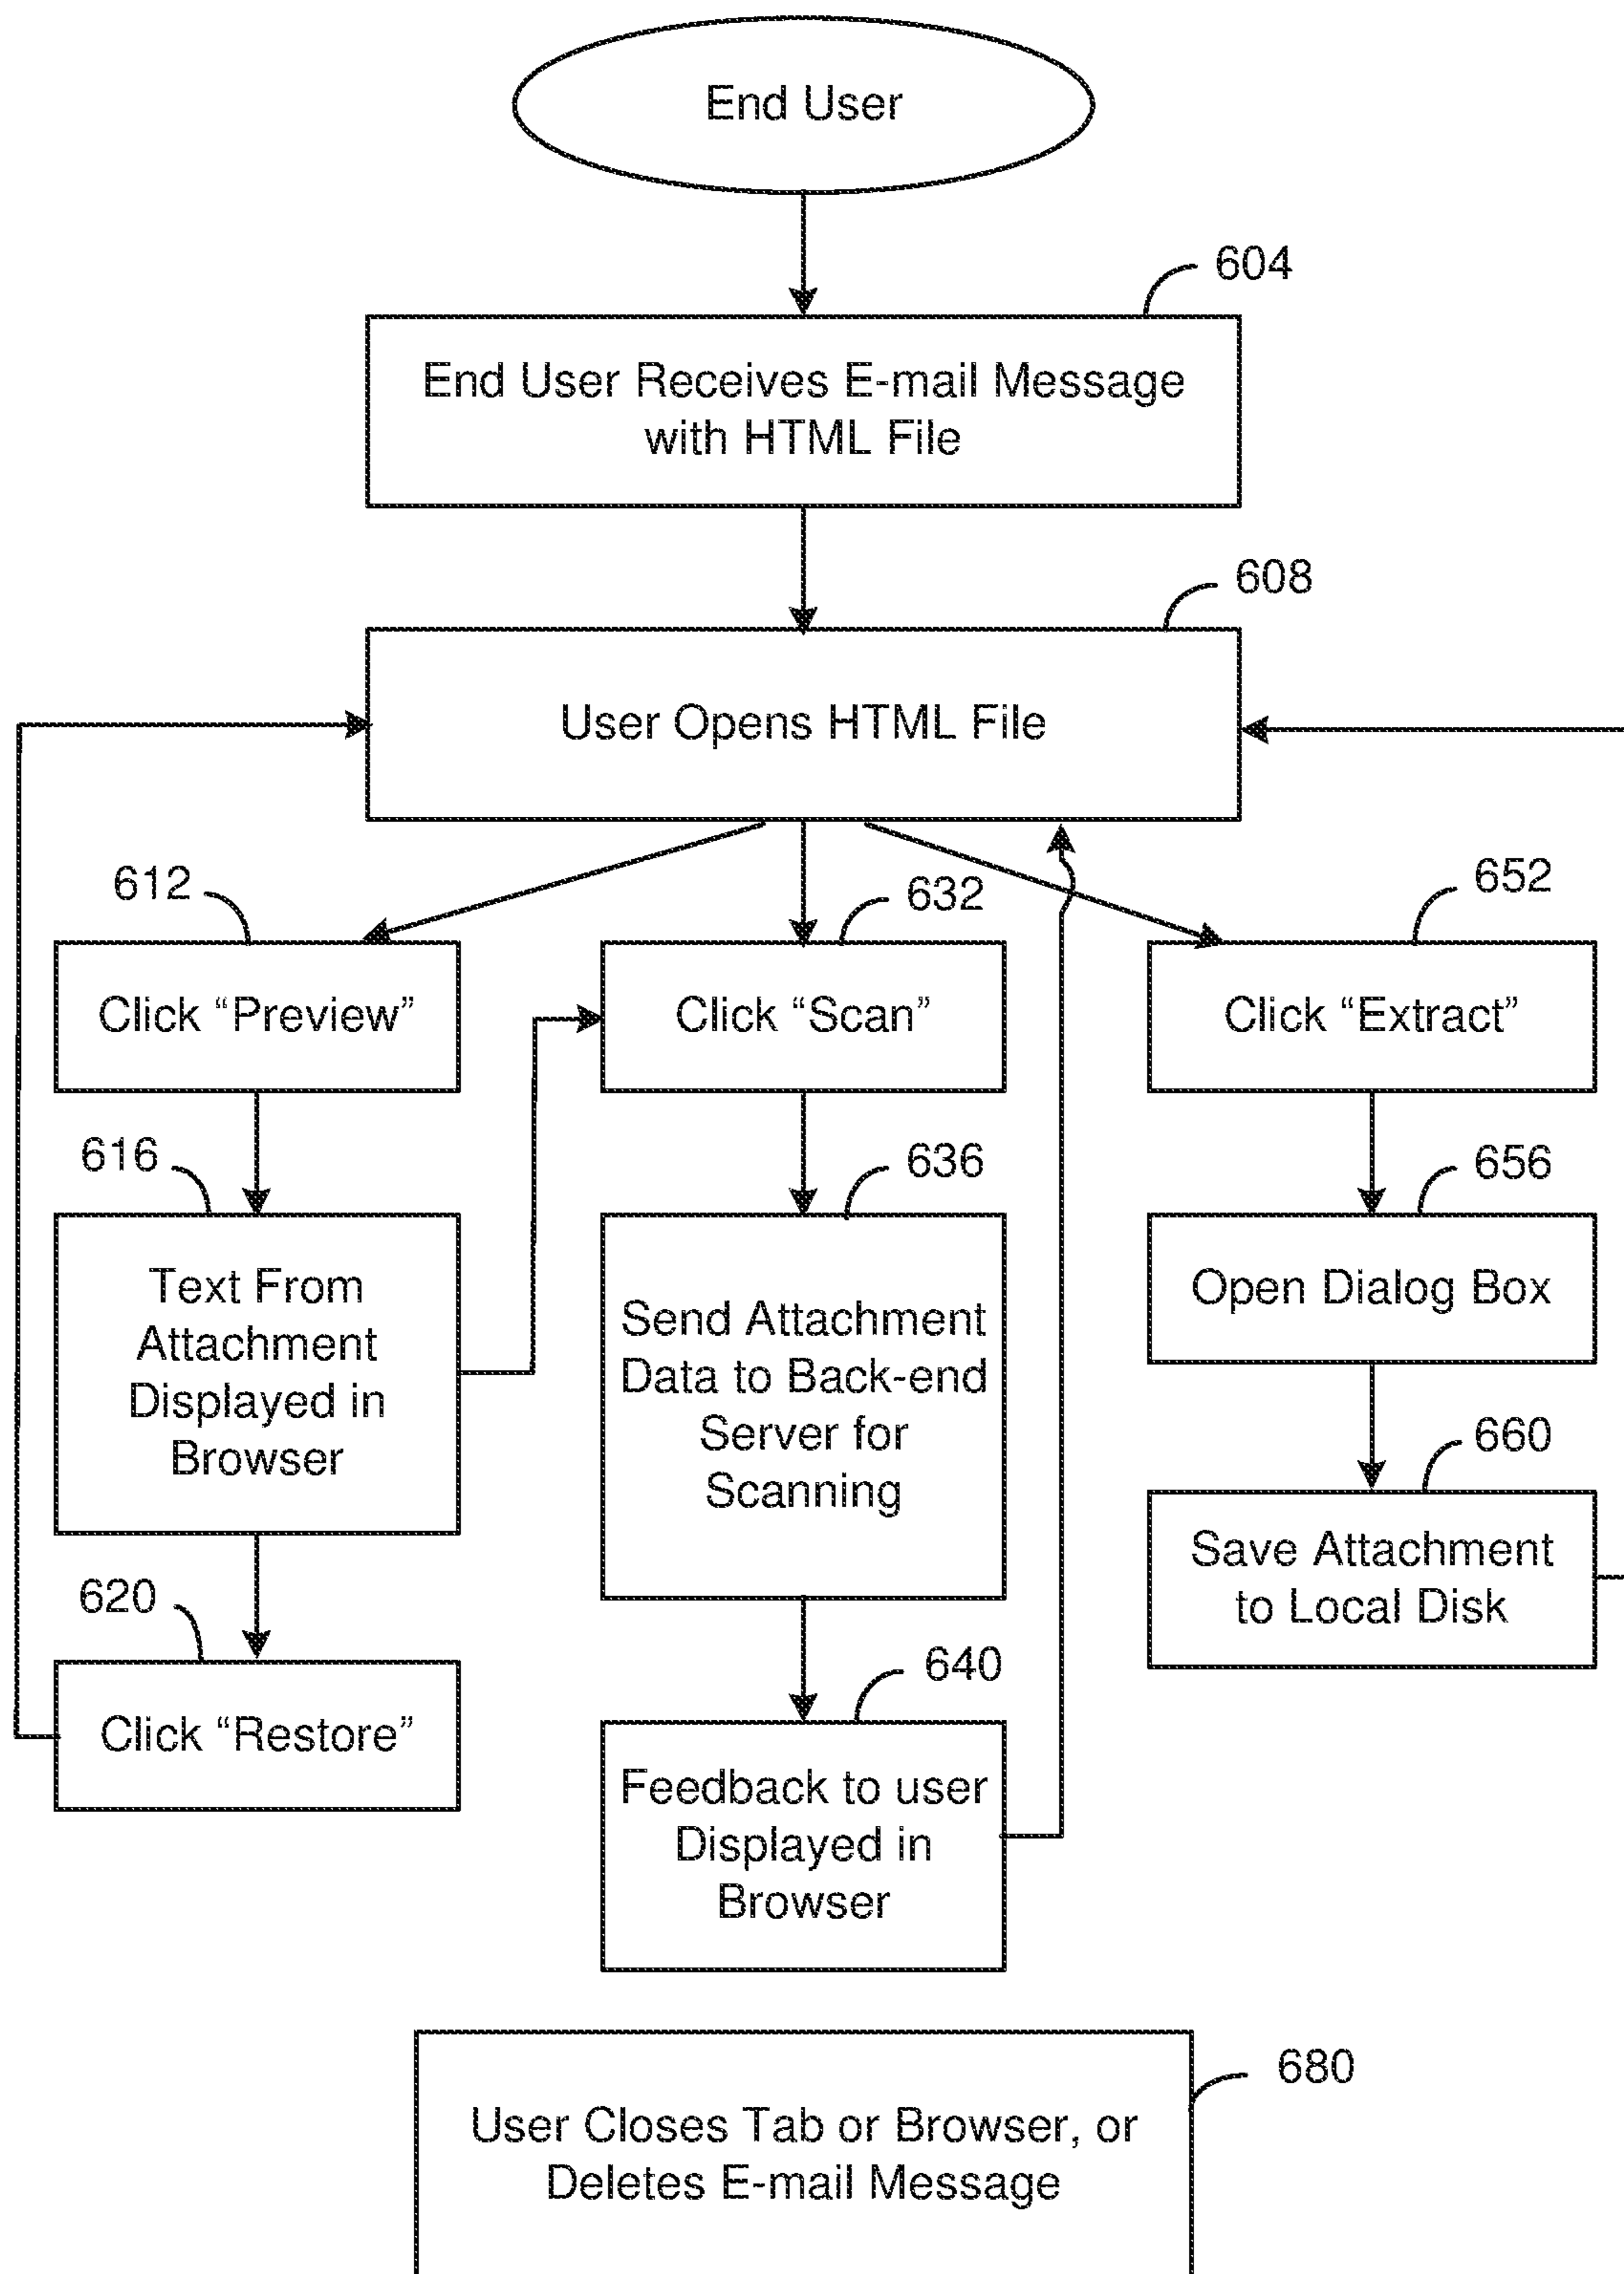 End User
604
End User Receives E-mail Message
with HTML File
608
User Opens HTML File
612
Click “Preview”
632
Click “Scan”
652
Click “Extract”
616
Text From
Attachment
Displayed in
Browser
636
Send Attachment
Data to Back-end
Server for
Scanning
656
Open Dialog Box
660
Save Attachment
to Local Disk
620
Click “Restore”
640
Feedback to user
Displayed in
Browser
680
User Closes Tab or Browser, or
Deletes E-mail Message